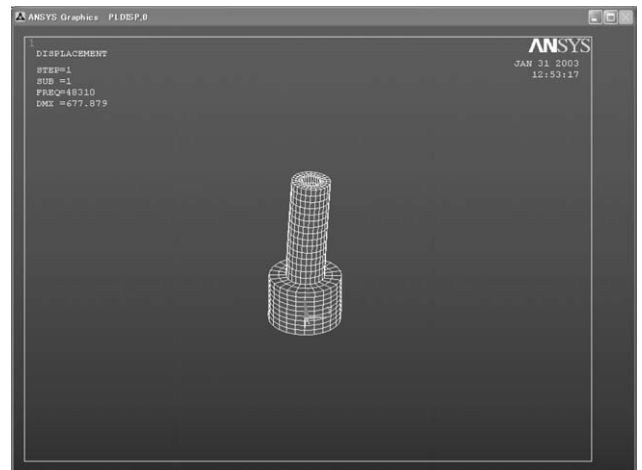 ANSYS Graphics PLDISP,0
1
DISPLACEMENT
STEP=1
SUB =1
FREQ=48310
DMX =677.879
ANSYS
JAN 31 2003
12:53:17